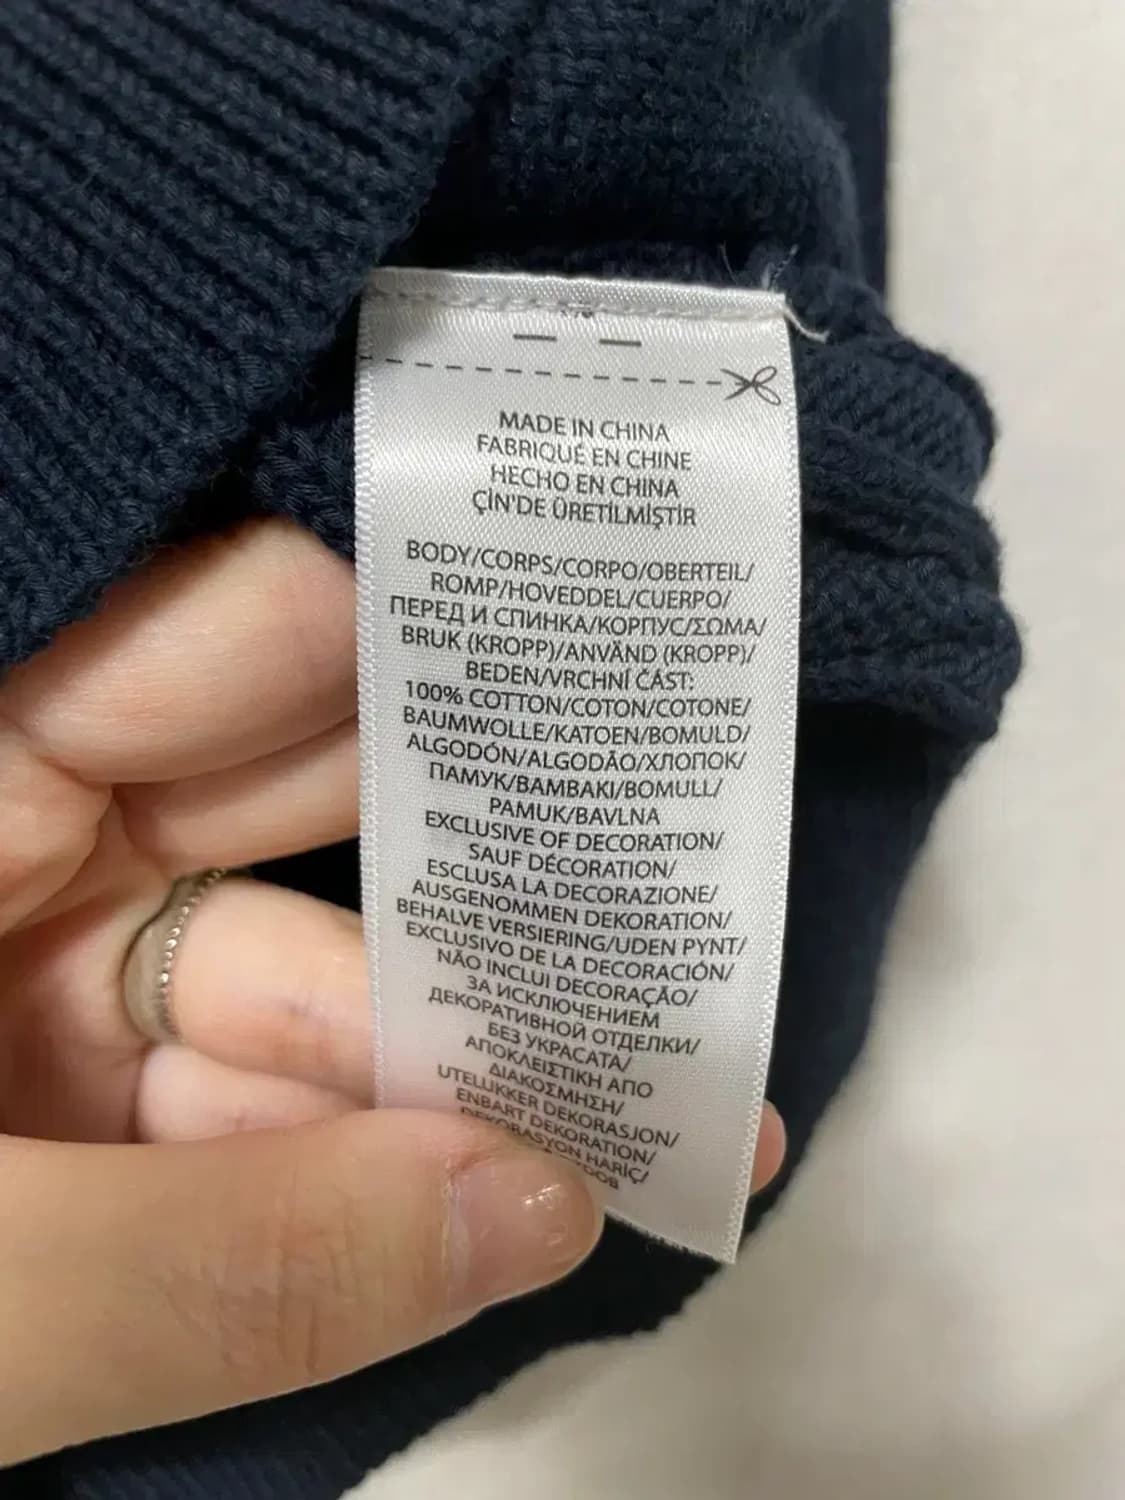 MADE IN CHINA
FABRIQUÉ EN CHINE
HECHO EN CHINA
ÇİN'DE ÜRETİLMİŞTİR
BODY/CORPS/CORPO/OBERTEIL/
ROMP/HOVEDDEL/CUERPO/
ПЕРЕД И СПИНКА/КОРПУС/ΣΩΜΑ/
BRUK (KROPP)/ANVÄND (KROPP)/
BEDEN/VRCHNÍ ČÁST:
100% COTTON/COTON/COTONE/
BAUMWOLLE/KATOEN/BOMULD/
ALGODÓN/ALGODÃO/ХЛОПОК/
ПАМУК/ΒΑΜΒΑΚΙ/BOMULL/
PAMUK/BAVLNA
EXCLUSIVE OF DECORATION/
SAUF DÉCORATION/
ESCLUSA LA DECORAZIONE/
AUSGENOMMEN DEKORATION/
BEHALVE VERSIERING/UDEN PYNT/
EXCLUSIVO DE LA DECORACIÓN/
NÃO INCLUI DECORAÇÃO/
ЗА ИСКЛЮЧЕНИЕМ
ДЕКОРАТИВНОЙ ОТДЕЛКИ/
БЕЗ УКРАСАТА/
ΑΠΟΚΛΕΙΣΤΙΚΗ ΑΠΟ
ΔΙΑΚΟΣΜΗΣΗ/
UTELUKKER DEKORASJON/
ENBART DEKORATION/
DEKORASYON HARİÇ/